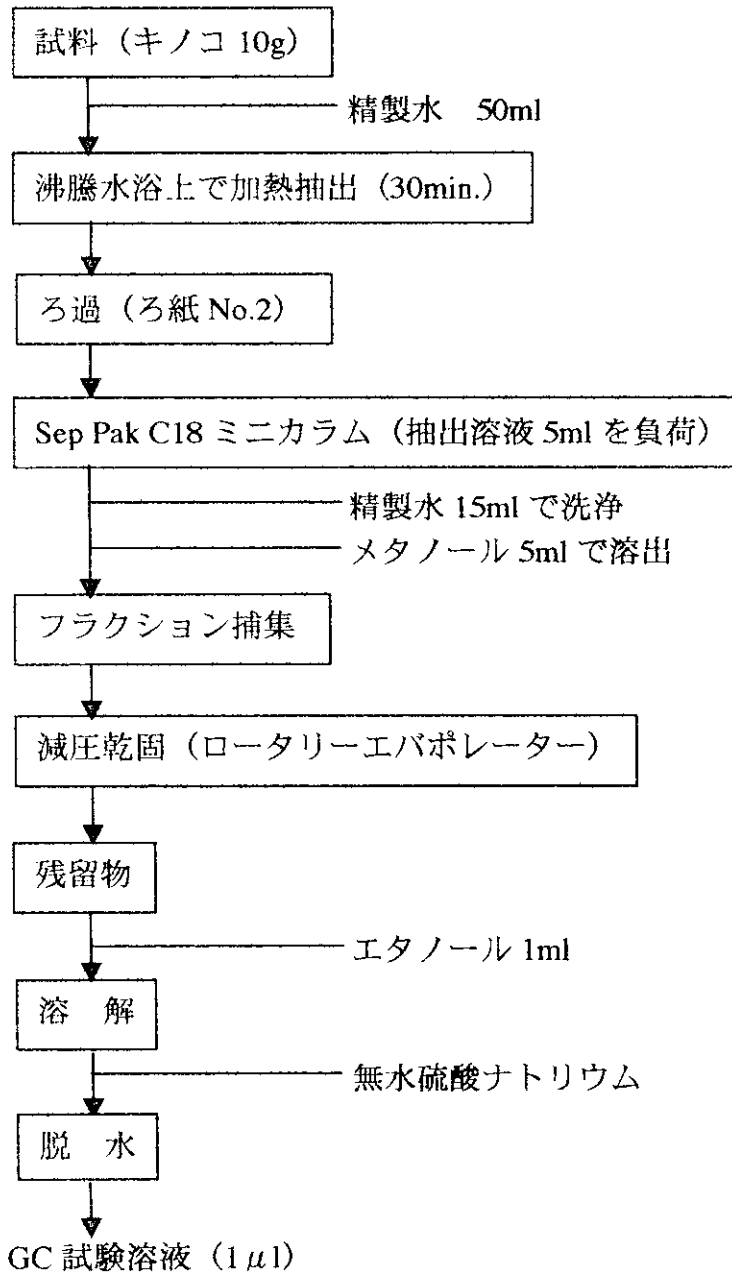 試料（キノコ 10g）
精製水　50ml
沸騰水浴上で加熱抽出（30min.）
ろ過（ろ紙 No.2）
Sep Pak C18 ミニカラム（抽出溶液 5ml を負荷）
精製水 15ml で洗浄
メタノール 5ml で溶出
フラクション捕集
減圧乾固（ロータリーエバポレーター）
残留物
エタノール 1ml
溶　解
無水硫酸ナトリウム
脱　水
GC 試験溶液（1μl）